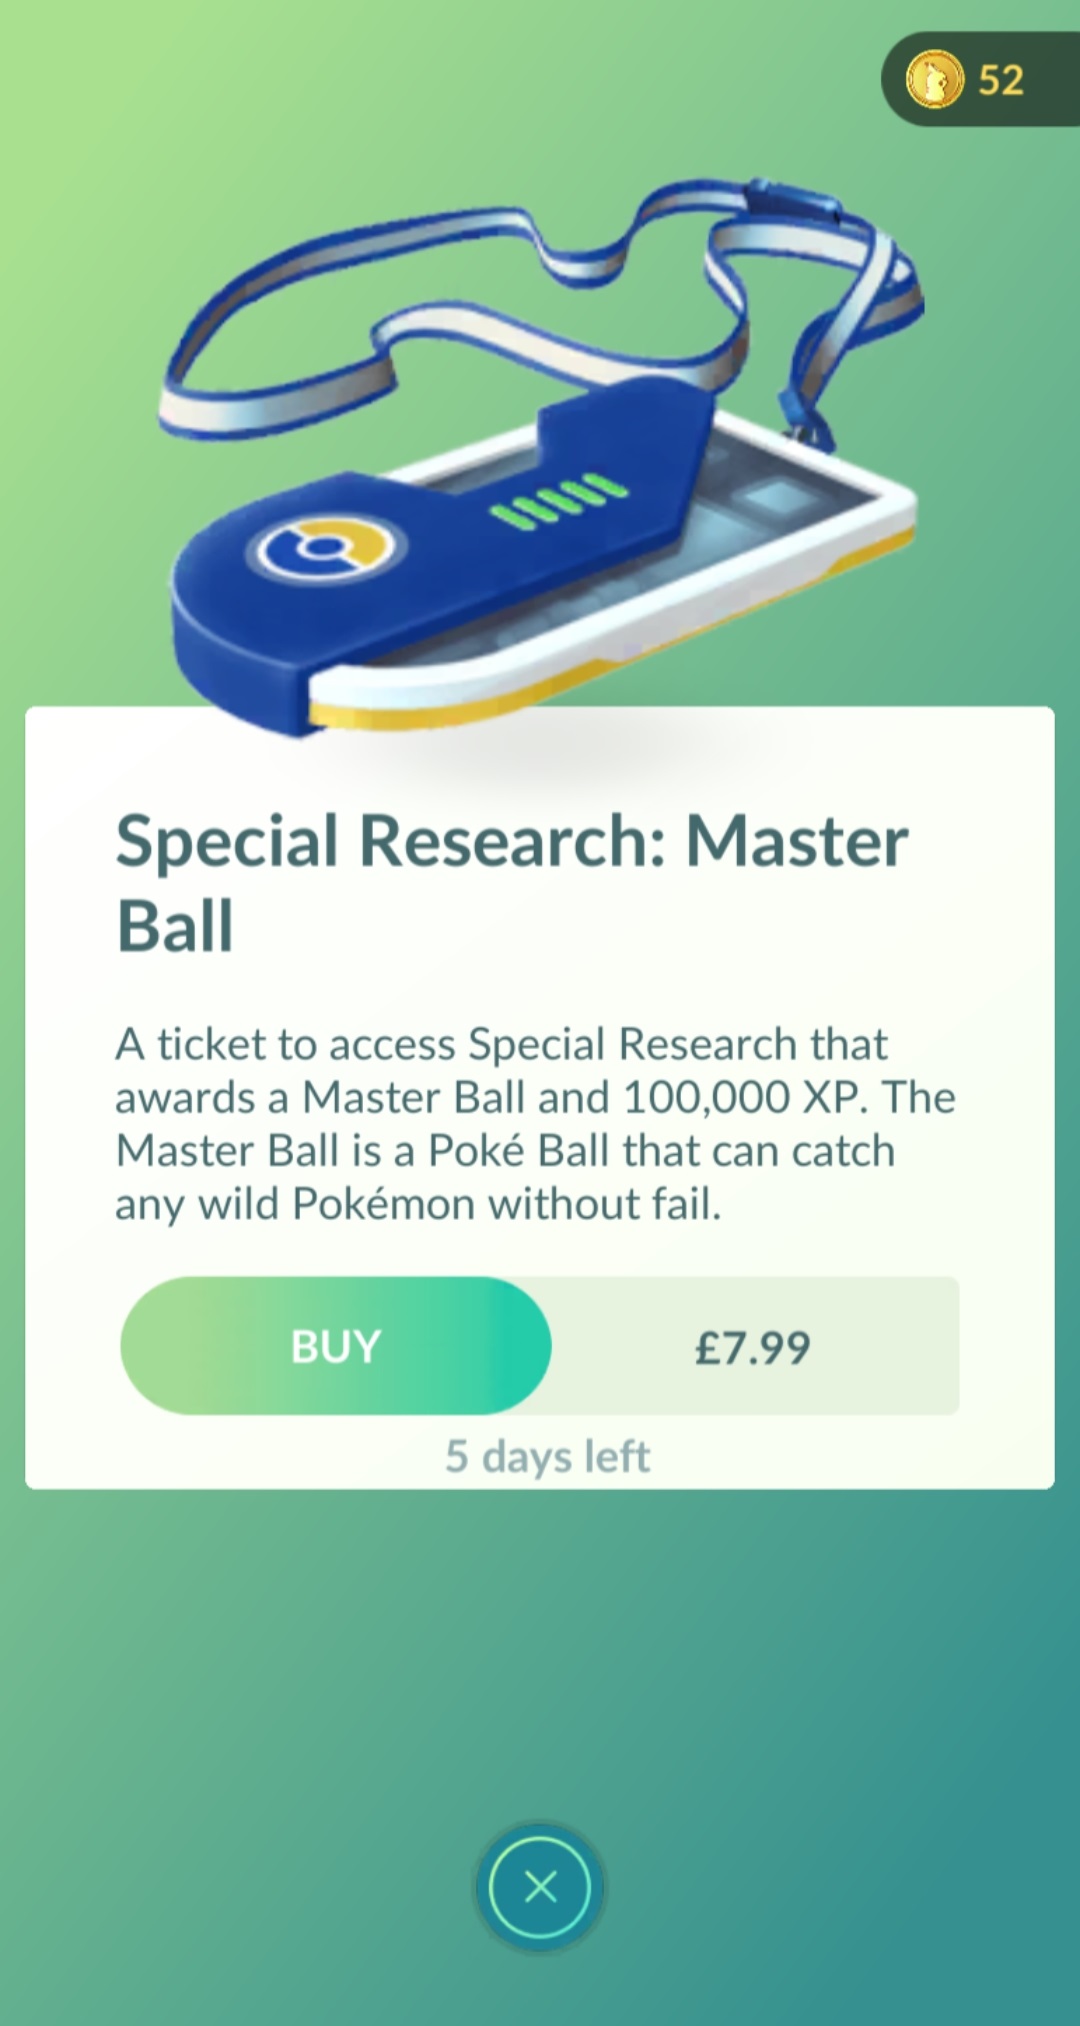 52
Special Research: Master
Ball
A ticket to access Special Research that
awards a Master Ball and 100,000 XP. The
Master Ball is a Poké Ball that can catch
any wild Pokémon without fail.
BUY
£7.99
5 days left